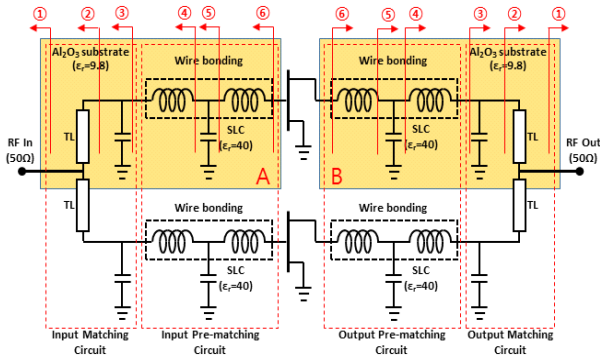 ① ② ③ ④ ⑤ ⑥ ⑥ ⑤ ④ ③ ② ①
Al₂O₃ substrate
(εᵣ=9.8)
Wire bonding
Wire bonding
Al₂O₃ substrate
(εᵣ=9.8)
TL
SLC
(εᵣ=40)
A
B
SLC
(εᵣ=40)
TL
RF In
(50Ω)
RF Out
(50Ω)
TL
Wire bonding
Wire bonding
TL
SLC
(εᵣ=40)
SLC
(εᵣ=40)
Input Matching
Circuit
Input Pre-matching
Circuit
Output Pre-matching
Circuit
Output Matching
Circuit